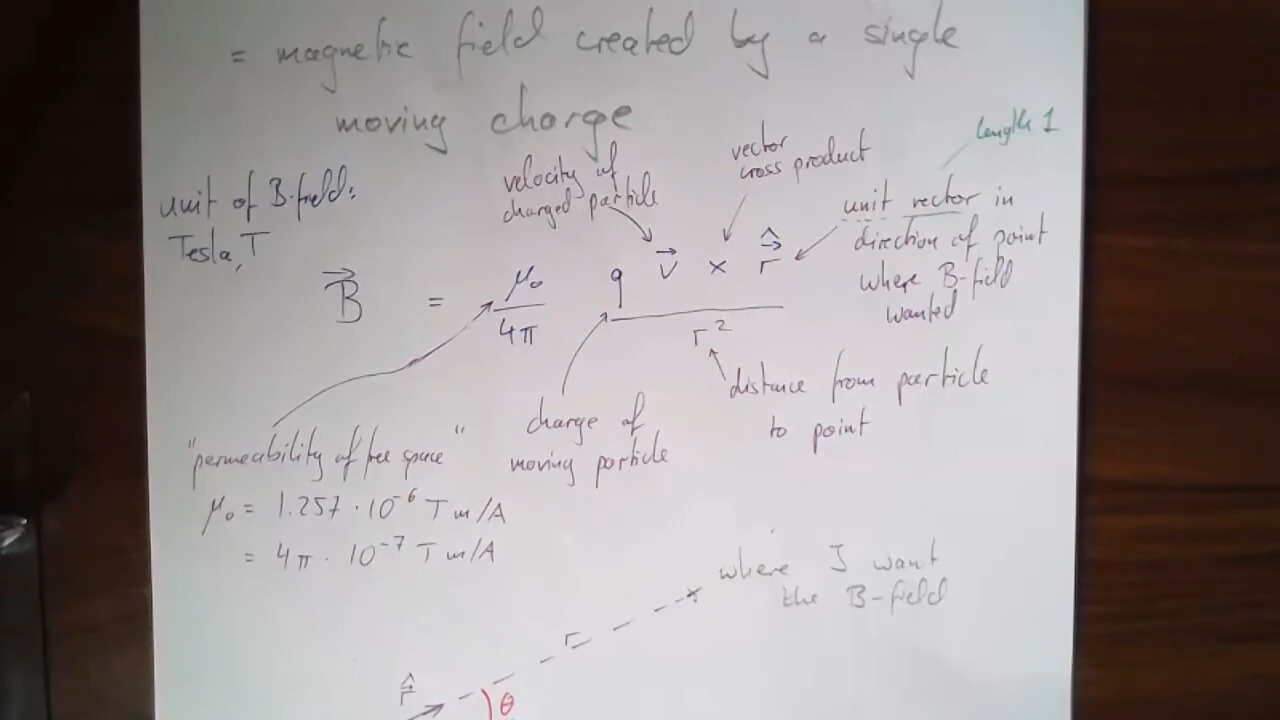 = magnetic field created by a single
moving charge
length 1
unit of B-field:
Tesla, T
velocity of
charged particle
vector
cross product
unit vector in
direction of point
where B-field
wanted
B⃗ = μ₀/4π q v⃗ × r̂⃗ / r²
distance from particle
to point
charge of
moving particle
"permeability of free space"
μ₀ = 1.257 · 10⁻⁶ T m/A
= 4π · 10⁻⁷ T m/A
where I want
the B-field
r
r̂⃗
θ